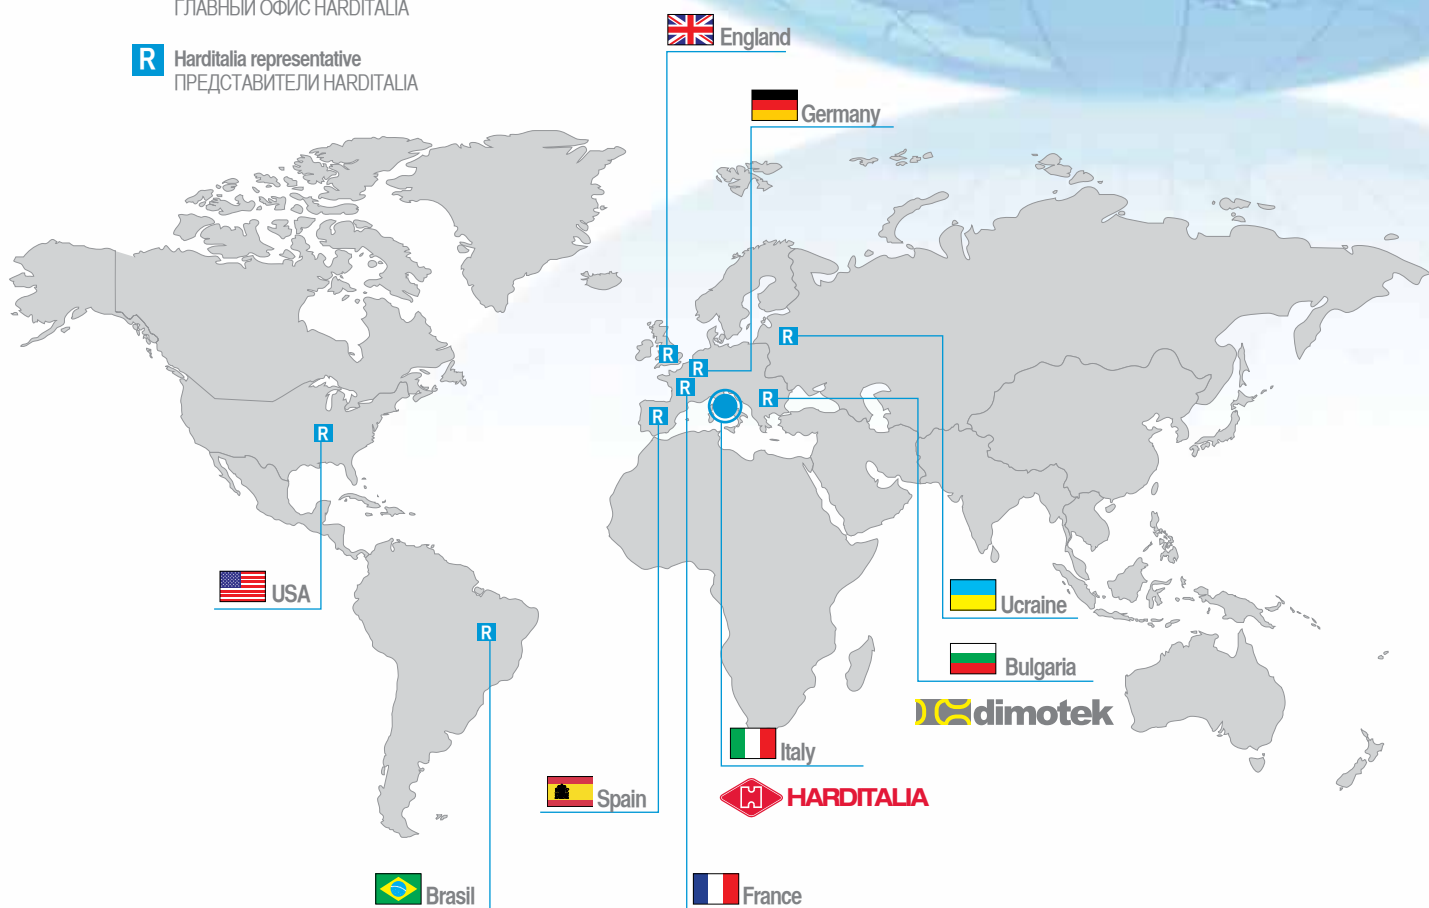 ГЛАВНЫЙ ОФИС HARDITALIA
R Harditalia representative
ПРЕДСТАВИТЕЛИ HARDITALIA
England
Germany
R
R
R
R
R
R
R
USA
Ucraine
R
Bulgaria
dimotek
Italy
Spain
HARDITALIA
Brasil
France